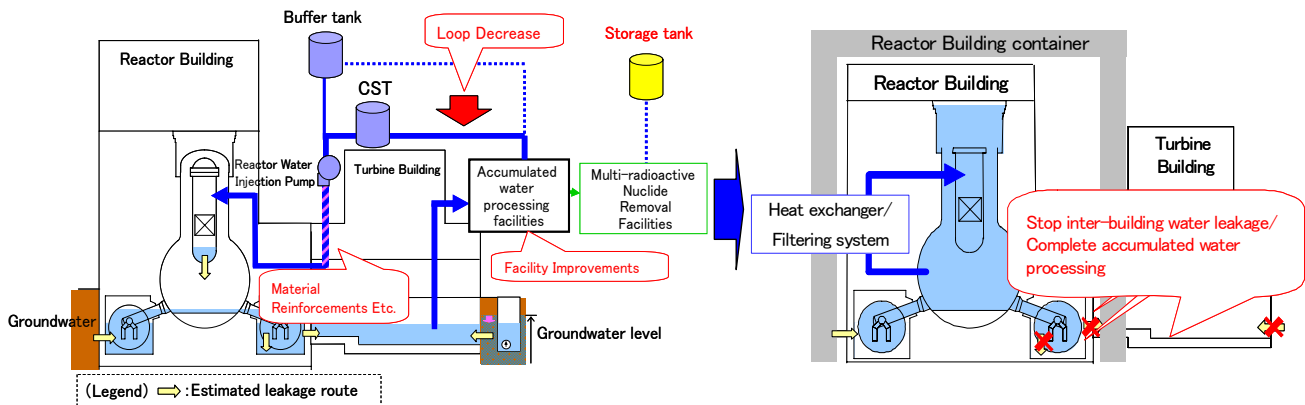 Buffer tank
Loop Decrease
Storage tank
Reactor Building
CST
Reactor Water
Injection Pump
Turbine Building
Accumulated
water
processing
facilities
Multi-radioactive
Nuclide
Removal
Facilities
Facility Improvements
Material
Reinforcements Etc.
Groundwater
Groundwater level
(Legend) :Estimated leakage route
Reactor Building container
Reactor Building
Turbine
Building
Heat exchanger/
Filtering system
Stop inter-building water leakage/
Complete accumulated water
processing